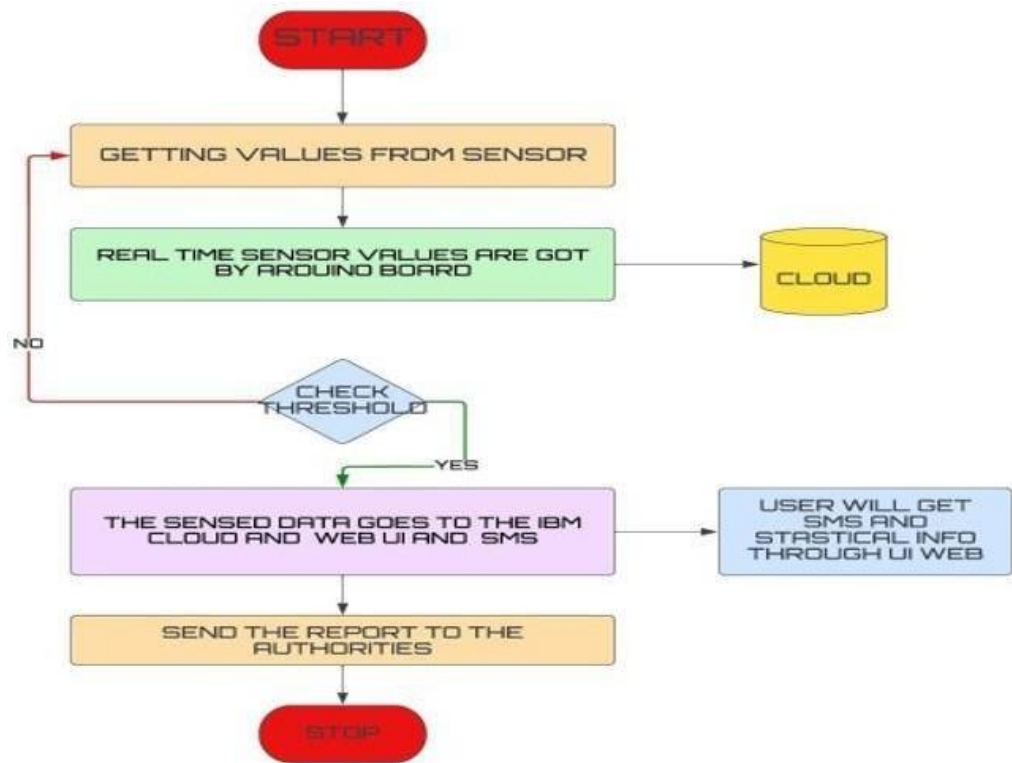 START
GETTING VALUES FROM SENSOR
REAL TIME SENSOR VALUES ARE GOT
BY ARDUINO BOARD
CLOUD
NO
CHECK
THRESHOLD
YES
THE SENSED DATA GOES TO THE IBM
CLOUD AND WEB UI AND SMS
USER WILL GET
SMS AND
STASTICAL INFO
THROUGH UI WEB
SEND THE REPORT TO THE
AUTHORITIES
STOP